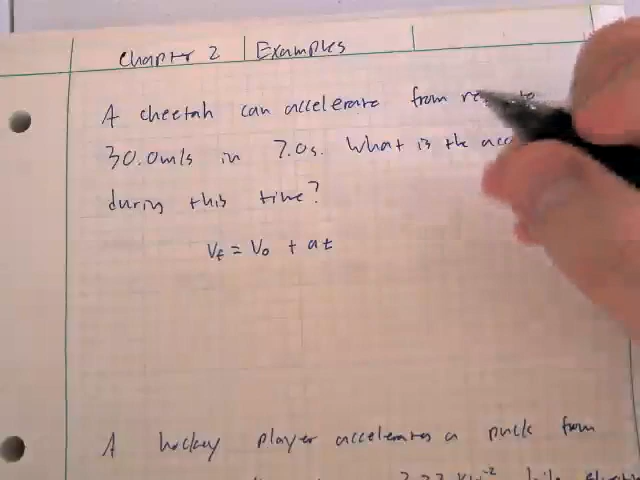 Chapter 2 Examples
A cheetah can accelerate from
30.0m/s in 7.0s. What is the
during this time?
Vf = V0 + at
A hockey player accelerates a puck from